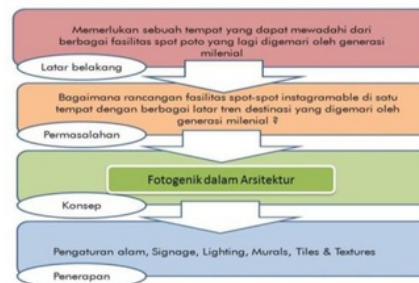 Memerlukan sebuah tempat yang dapat mewadahi dari
berbagai fasilitas spot poto yang lagi digemari oleh generasi
milenial
Latar belakang
Bagaimana rancangan fasilitas spot-spot instagramable di satu
tempat dengan berbagai latar tren destinasi yang digemari oleh
generasi milenial ?
Permasalahan
Fotogenik dalam Arsitektur
Konsep
Pengaturan alam, Signage, Lighting, Murals, Tiles & Textures
Penerapan